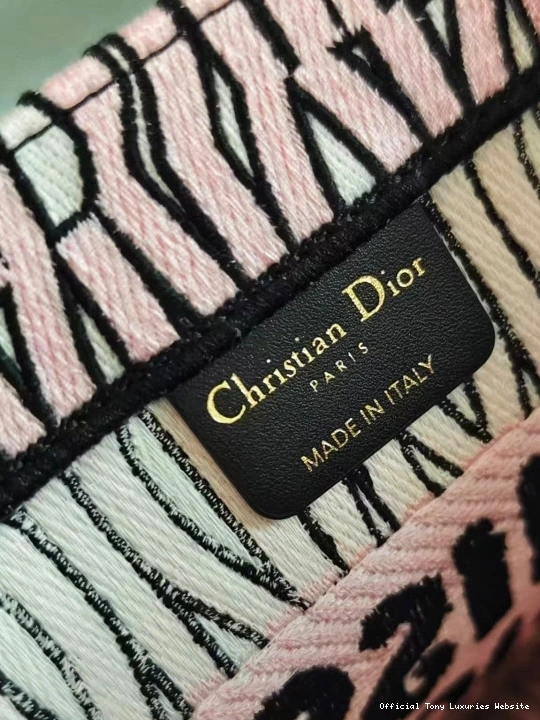 Christian Dior
PARIS
MADE IN ITALY
Official Tony Luxuries Website